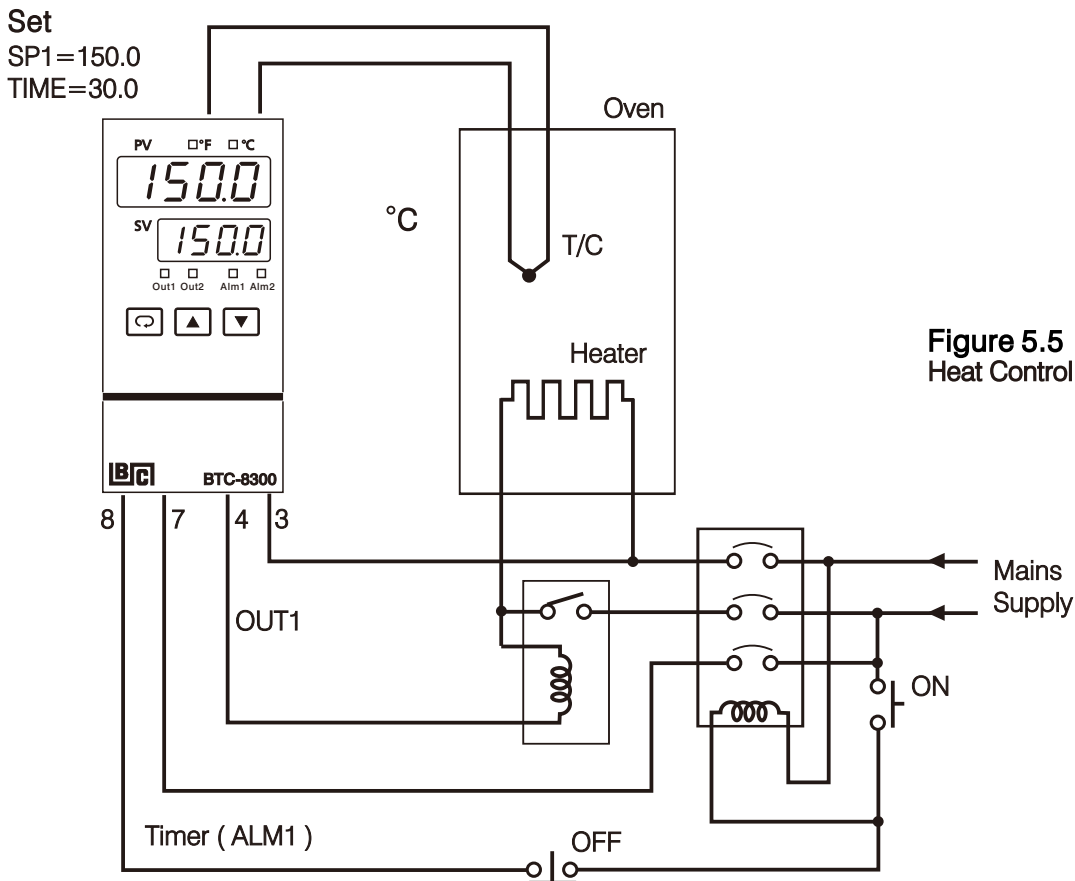 Set
SP1=150.0
TIME=30.0
Oven
PV °F °C
150.0
°C
SV 150.0
T/C
Out1 Out2 Alm1 Alm2
Heater
Figure 5.5
Heat Control
BC BTC-8300
8 7 4 3
Mains
Supply
OUT1
ON
Timer ( ALM1 )
OFF